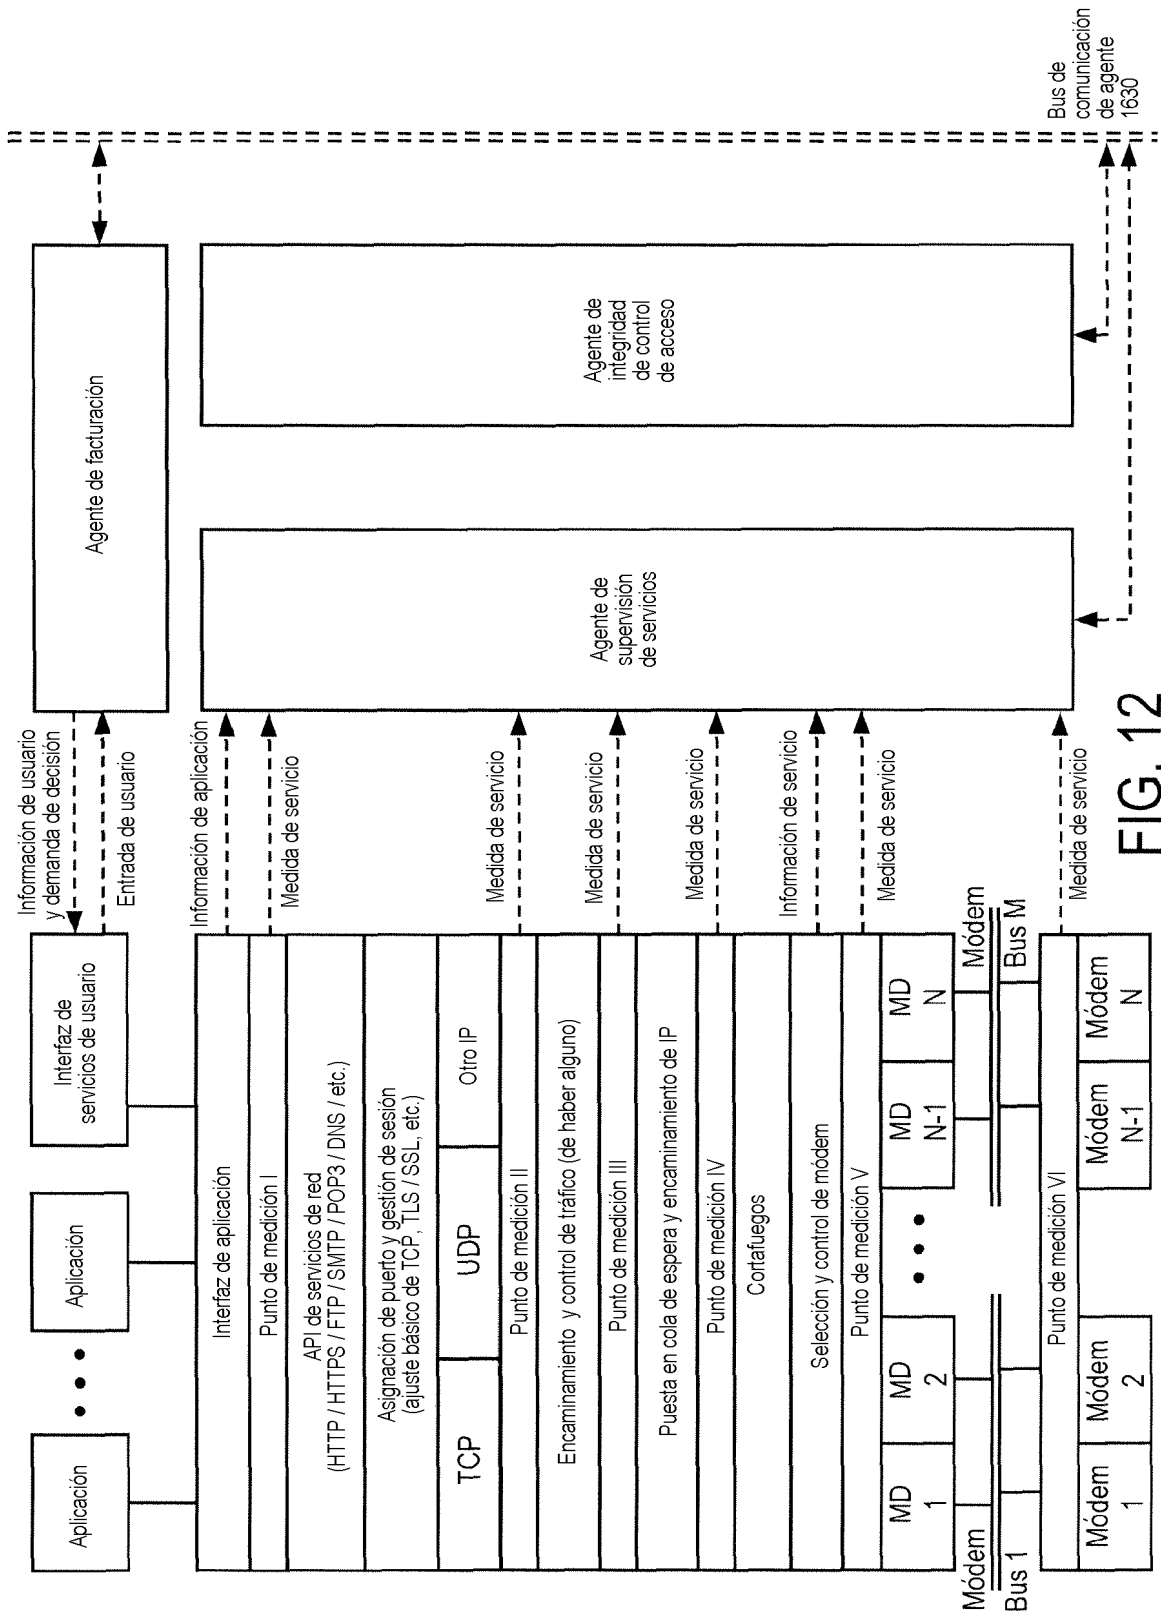 Aplicación
Aplicación
Interfaz de
servicios de usuario
Información de usuario
y demanda de decisión
Entrada de usuario
Agente de facturación
Interfaz de aplicación
Información de aplicación
Punto de medición I
Medida de servicio
API de servicios de red
(HTTP / HTTPS / FTP / SMTP / POP3 / DNS / etc.)
Asignación de puerto y gestión de sesión
(ajuste básico de TCP, TLS / SSL, etc.)
TCP
UDP
Otro IP
Punto de medición II
Medida de servicio
Encaminamiento y control de tráfico (de haber alguno)
Punto de medición III
Medida de servicio
Puesta en cola de espera y encaminamiento de IP
Punto de medición IV
Medida de servicio
Cortafuegos
Selección y control de módem
Información de servicio
Punto de medición V
Medida de servicio
MD
1
MD
2
MD
N-1
MD
N
Módem
Bus 1
Módem
Bus M
Punto de medición VI
Medida de servicio
Módem
1
Módem
2
Módem
N-1
Módem
N
Agente de
supervisión
de servicios
Agente de
integridad
de control
de acceso
Bus de
comunicación
de agente
1630
FIG. 12